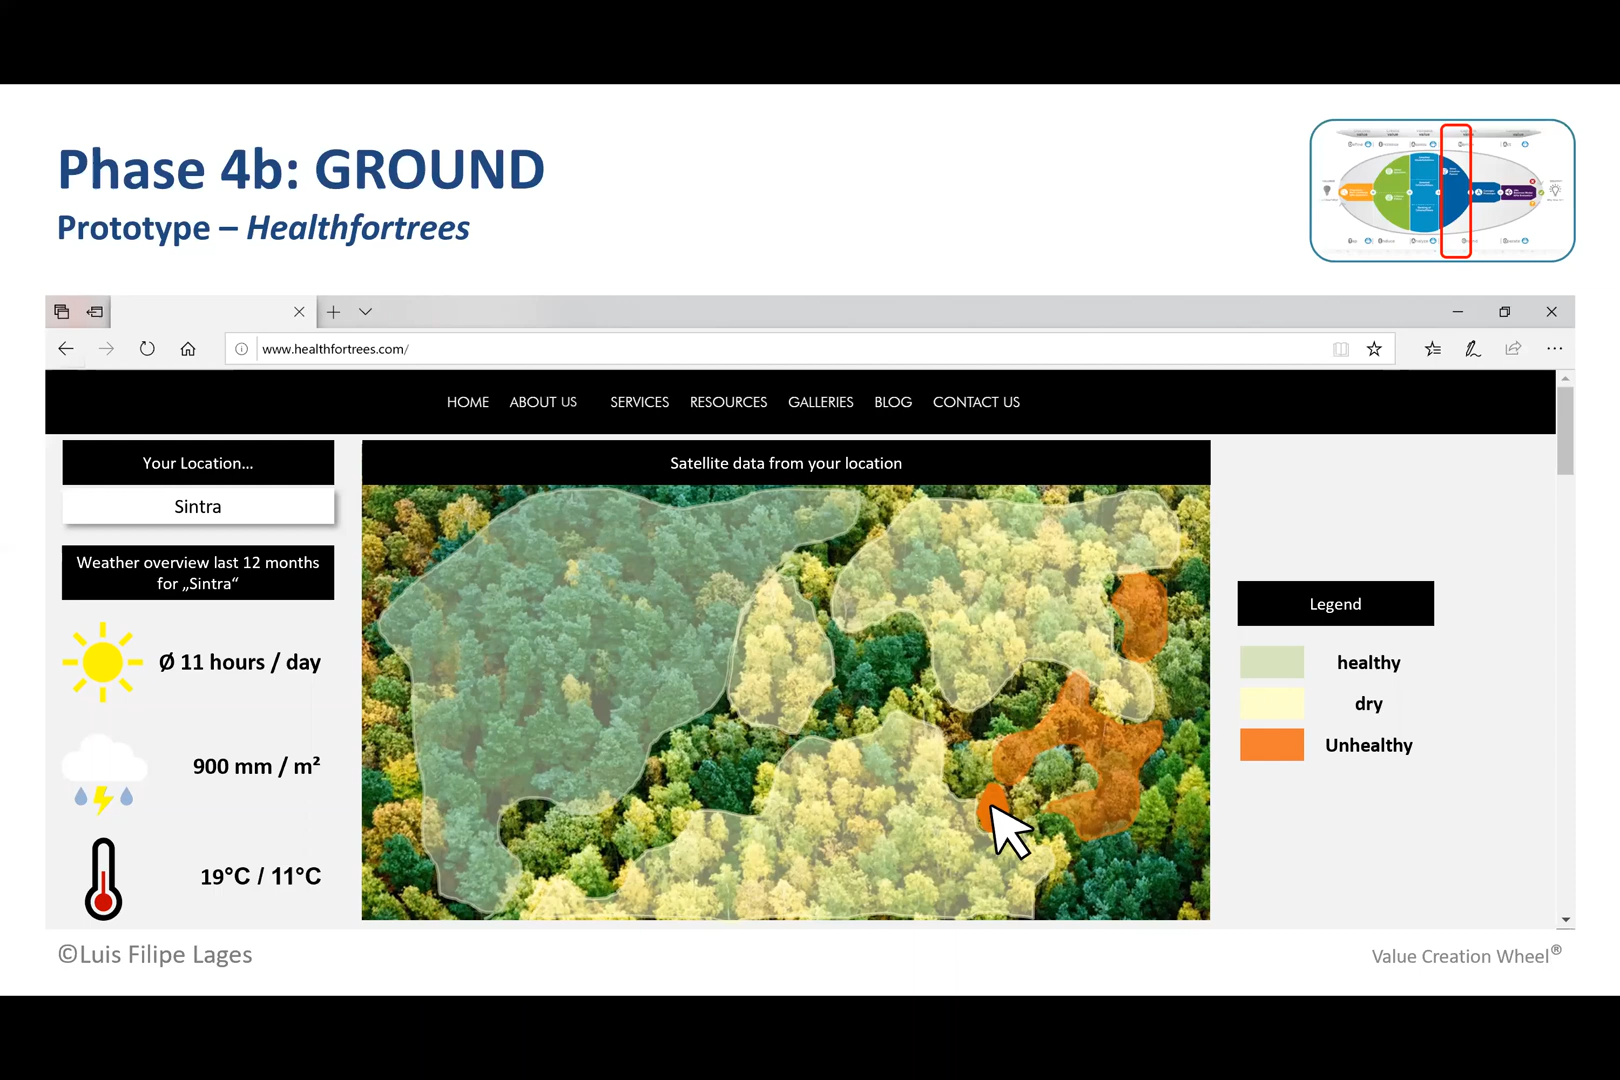 Phase 4b: GROUND
Prototype – Healthfortrees
www.healthfortrees.com/
HOME ABOUT US SERVICES RESOURCES GALLERIES BLOG CONTACT US
Your Location...
Sintra
Weather overview last 12 months
for „Sintra“
Ø 11 hours / day
900 mm / m²
19°C / 11°C
Satellite data from your location
Legend
healthy
dry
Unhealthy
©Luis Filipe Lages
Value Creation Wheel®